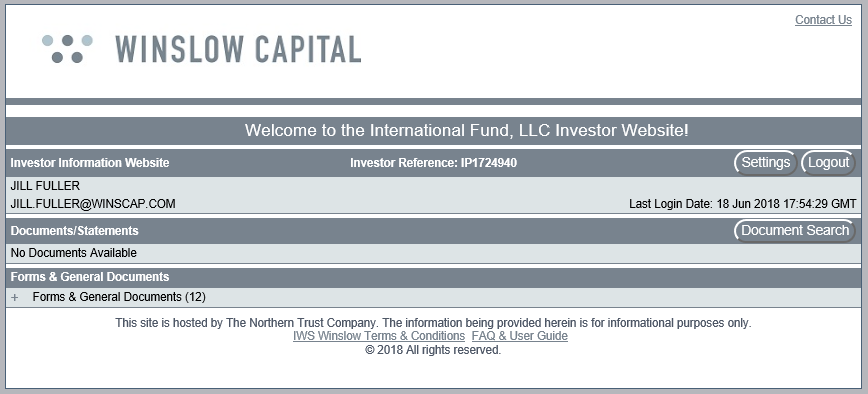 Contact Us
WINSLOW CAPITAL
Welcome to the International Fund, LLC Investor Website!
Investor Information Website Investor Reference: IP1724940 Settings Logout
JILL FULLER
JILL.FULLER@WINSCAP.COM Last Login Date: 18 Jun 2018 17:54:29 GMT
Documents/Statements Document Search
No Documents Available
Forms & General Documents
+ Forms & General Documents (12)
This site is hosted by The Northern Trust Company. The information being provided herein is for informational purposes only.
IWS Winslow Terms & Conditions FAQ & User Guide
© 2018 All rights reserved.